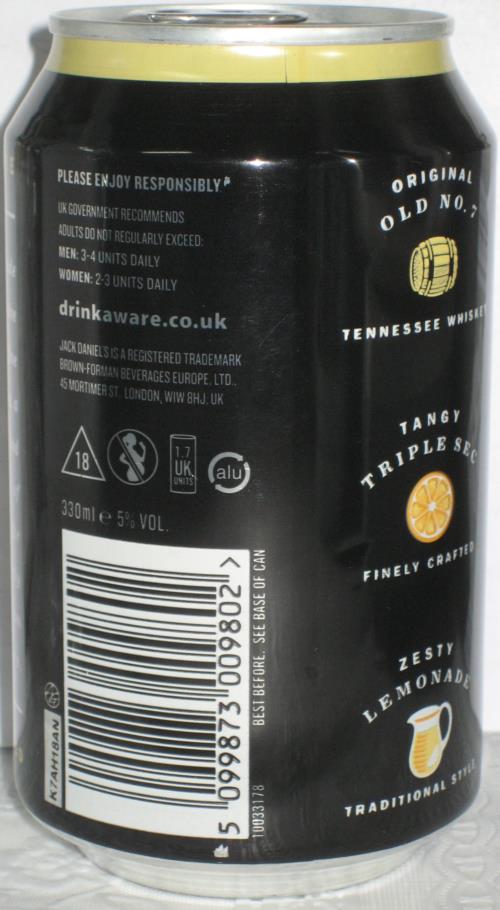 PLEASE ENJOY RESPONSIBLY
UK GOVERNMENT RECOMMENDS
ADULTS DO NOT REGULARLY EXCEED:
MEN: 3-4 UNITS DAILY
WOMEN: 2-3 UNITS DAILY
drinkaware.co.uk
JACK DANIEL'S IS A REGISTERED TRADEMARK
BROWN-FORMAN BEVERAGES EUROPE, LTD.,
45 MORTIMER ST. LONDON, W1W 8HJ, UK
18
1.7
UK
UNITS
alu
330ml e 5% VOL.
5 099873 009802 >
BEST BEFORE, SEE BASE OF CAN
10033178
K7AH18AN
ORIGINAL
OLD NO. 7
TENNESSEE WHISKEY
TANGY
TRIPLE SEC
FINELY CRAFTED
ZESTY
LEMONADE
TRADITIONAL STYLE